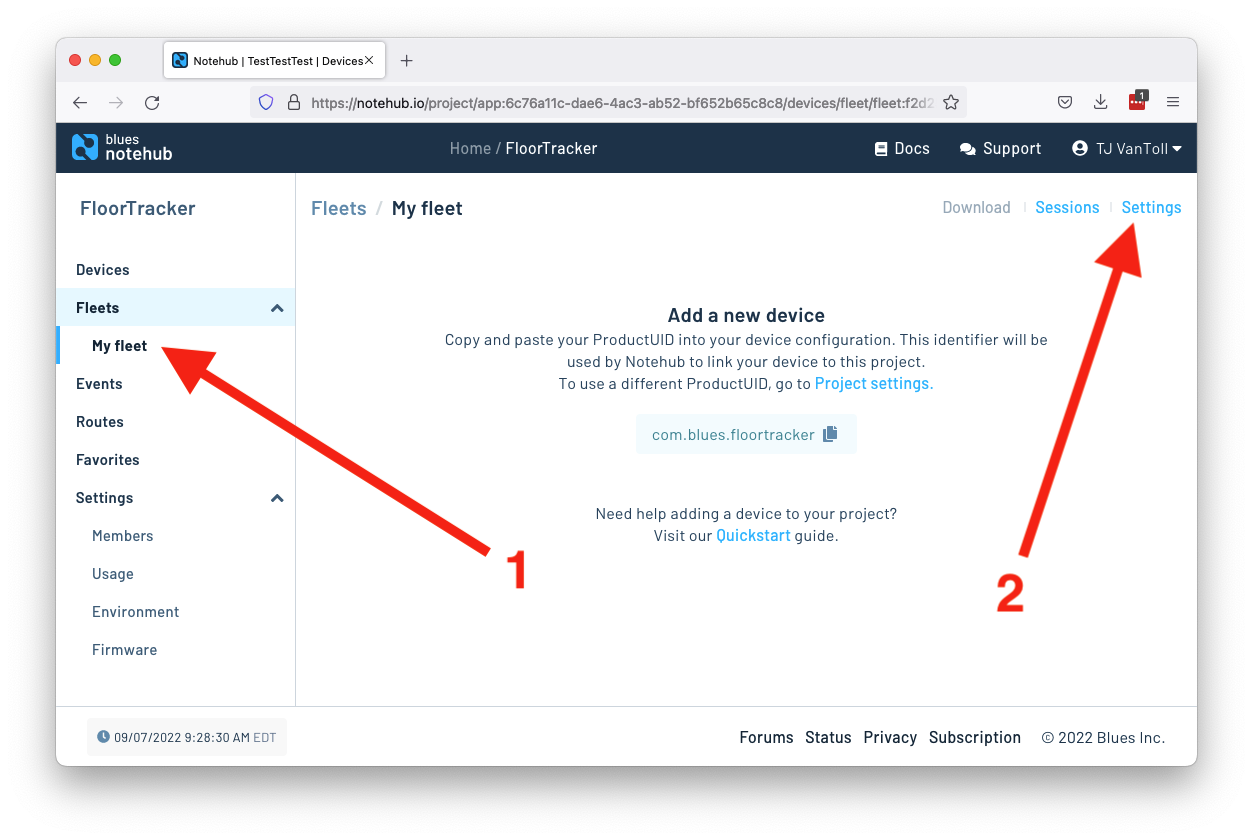 Notehub | TestTestTest | Devices
https://notehub.io/project/app:6c76a11c-dae6-4ac3-ab52-bf652b65c8c8/devices/fleet/fleet:f2d2
1
blues
notehub
Home / FloorTracker
Docs
Support
TJ VanToll
FloorTracker
Fleets / My fleet
Download
Sessions
Settings
Devices
Fleets
My fleet
Events
Routes
Favorites
Settings
Members
Usage
Environment
Firmware
Add a new device
Copy and paste your ProductUID into your device configuration. This identifier will be
used by Notehub to link your device to this project.
To use a different ProductUID, go to Project settings.
com.blues.floortracker
Need help adding a device to your project?
Visit our Quickstart guide.
1
2
09/07/2022 9:28:30 AM EDT
Forums Status Privacy Subscription © 2022 Blues Inc.